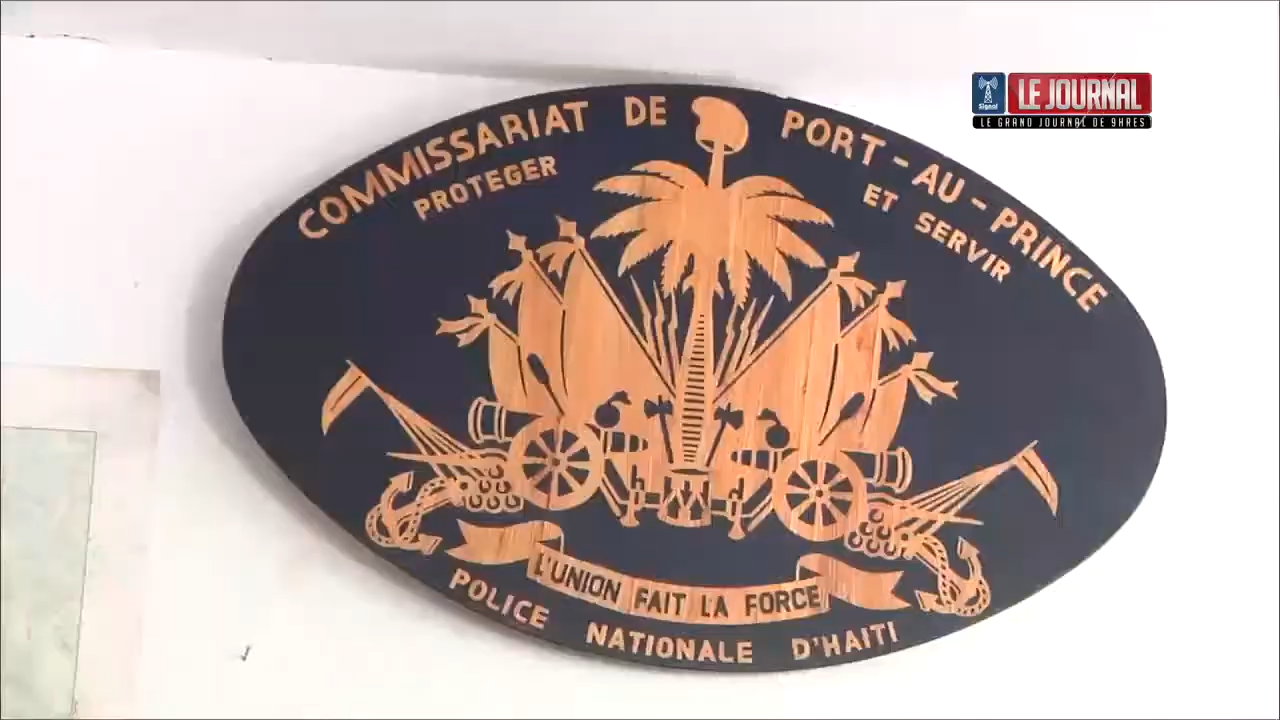 COMMISSARIAT DE PORT-AU-PRINCE
PROTEGER ET SERVIR
L'UNION FAIT LA FORCE
POLICE NATIONALE D'HAITI
Signal
LE JOURNAL
LE GRAND JOURNAL DE 9HRES